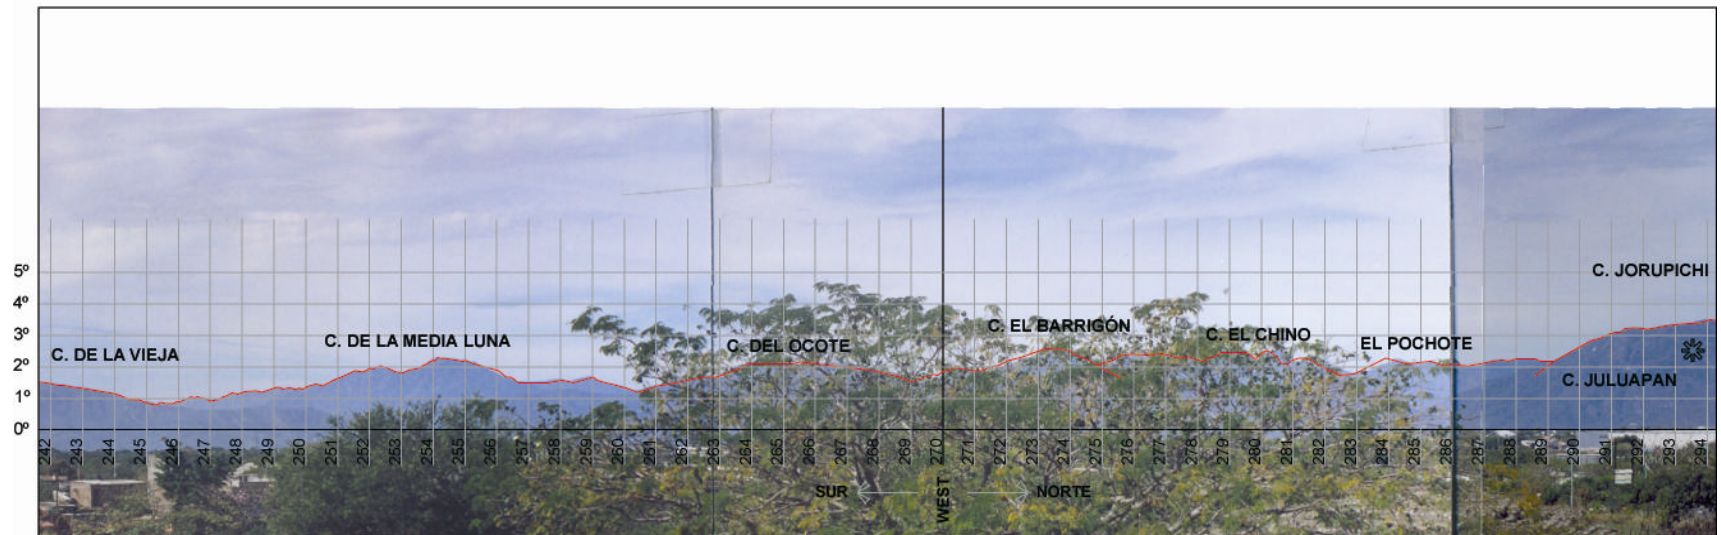 C. JORUPICHI
5º
4º
3º
2º
1º
0º
C. DE LA VIEJA
C. DE LA MEDIA LUNA
C. DEL OCOTE
C. EL BARRIGÓN
C. EL CHINO
EL POCHOTE
C. JULUAPAN
242 243 244 245 246 247 248 249 250 251 252 253 254 255 256 257 258 259 260 261 262 263 264 265 266 267 268 269 270 271 272 273 274 275 276 277 278 279 280 281 282 283 284 285 286 287 288 289 290 291 292 293 294
SUR
WEST
NORTE